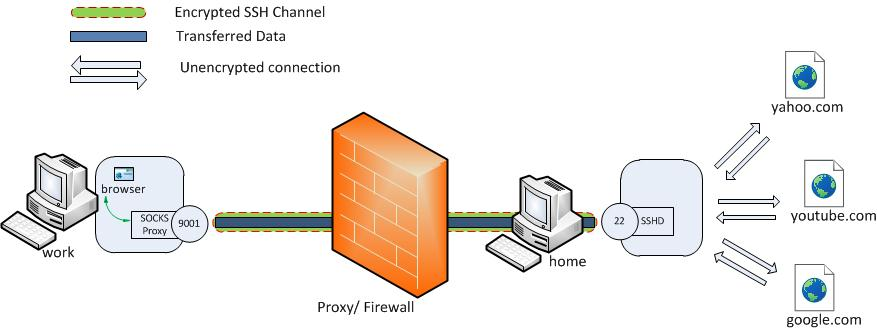 Encrypted SSH Channel
Transferred Data
Unencrypted connection
yahoo.com
browser
SOCKS
Proxy
9001
work
Proxy/ Firewall
home
22
SSHD
youtube.com
google.com